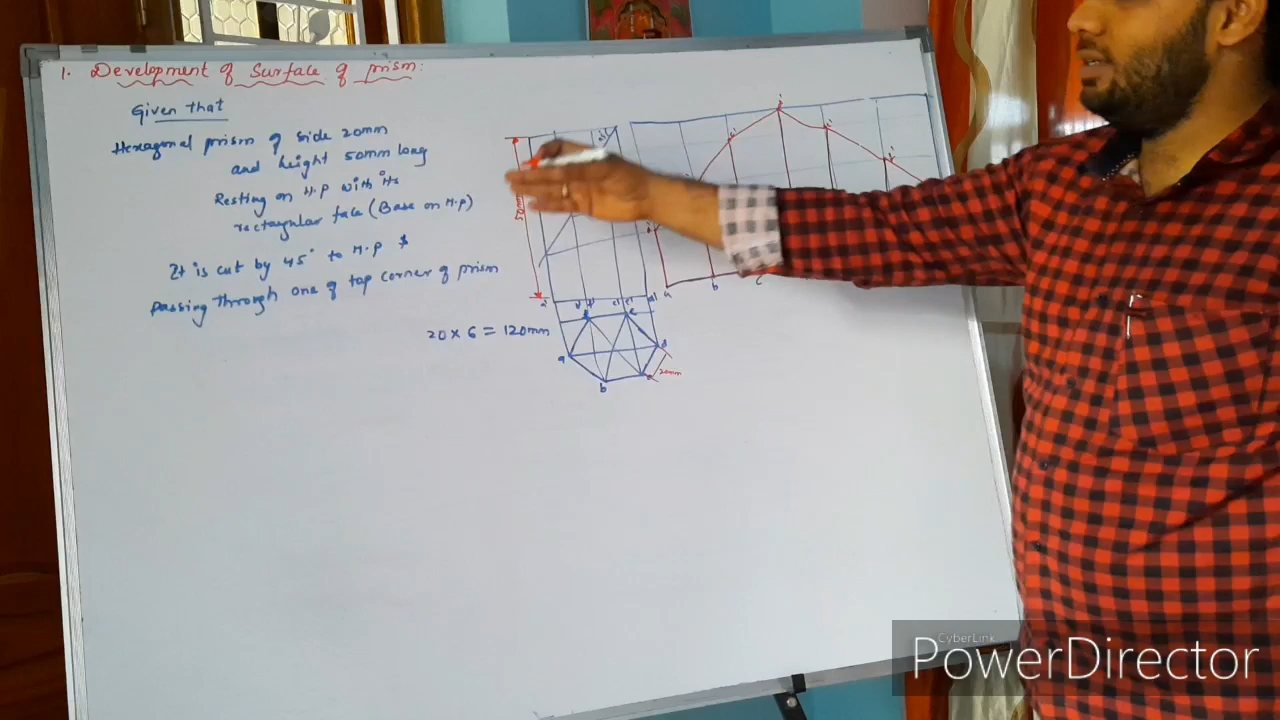 1. Development of Surface of prism:
Given that
Hexagonal prism of side 20mm
and height 50mm long
Resting on H.P with its
rectangular face (Base on H.P)
It is cut by 45° to H.P &
passing through one of top corner of prism
20 x 6 = 120mm
50mm
a' c' d'
a b c
a e d
b
20mm
CyberLink
PowerDirector